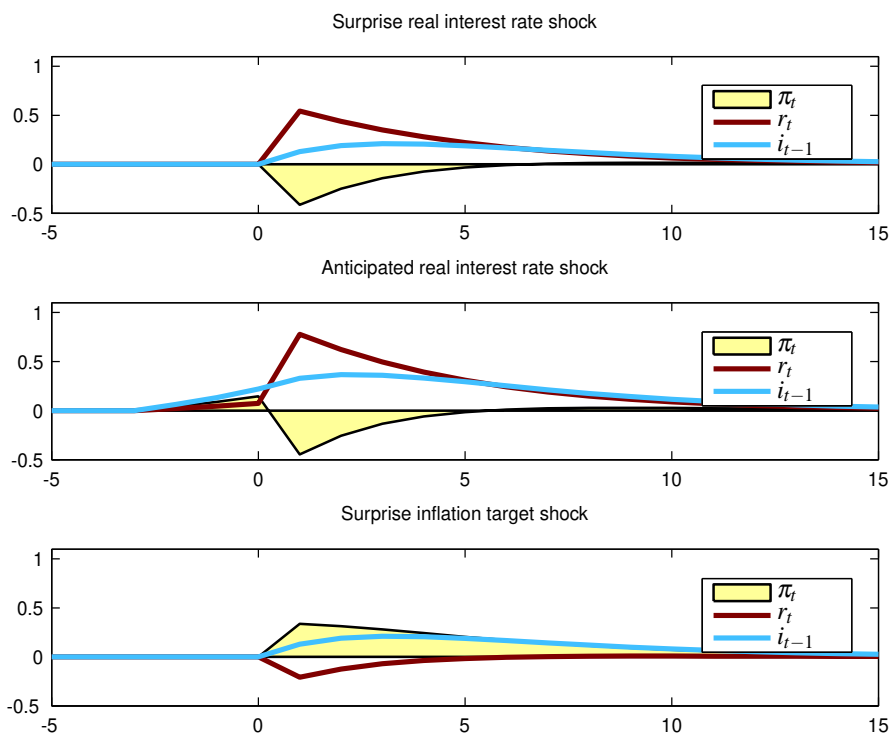 Surprise real interest rate shock
1
0.5
0
-0.5
-5 0 5 10 15
π_t
r_t
i_{t−1}
Anticipated real interest rate shock
1
0.5
0
-0.5
-5 0 5 10 15
π_t
r_t
i_{t−1}
Surprise inflation target shock
1
0.5
0
-0.5
-5 0 5 10 15
π_t
r_t
i_{t−1}